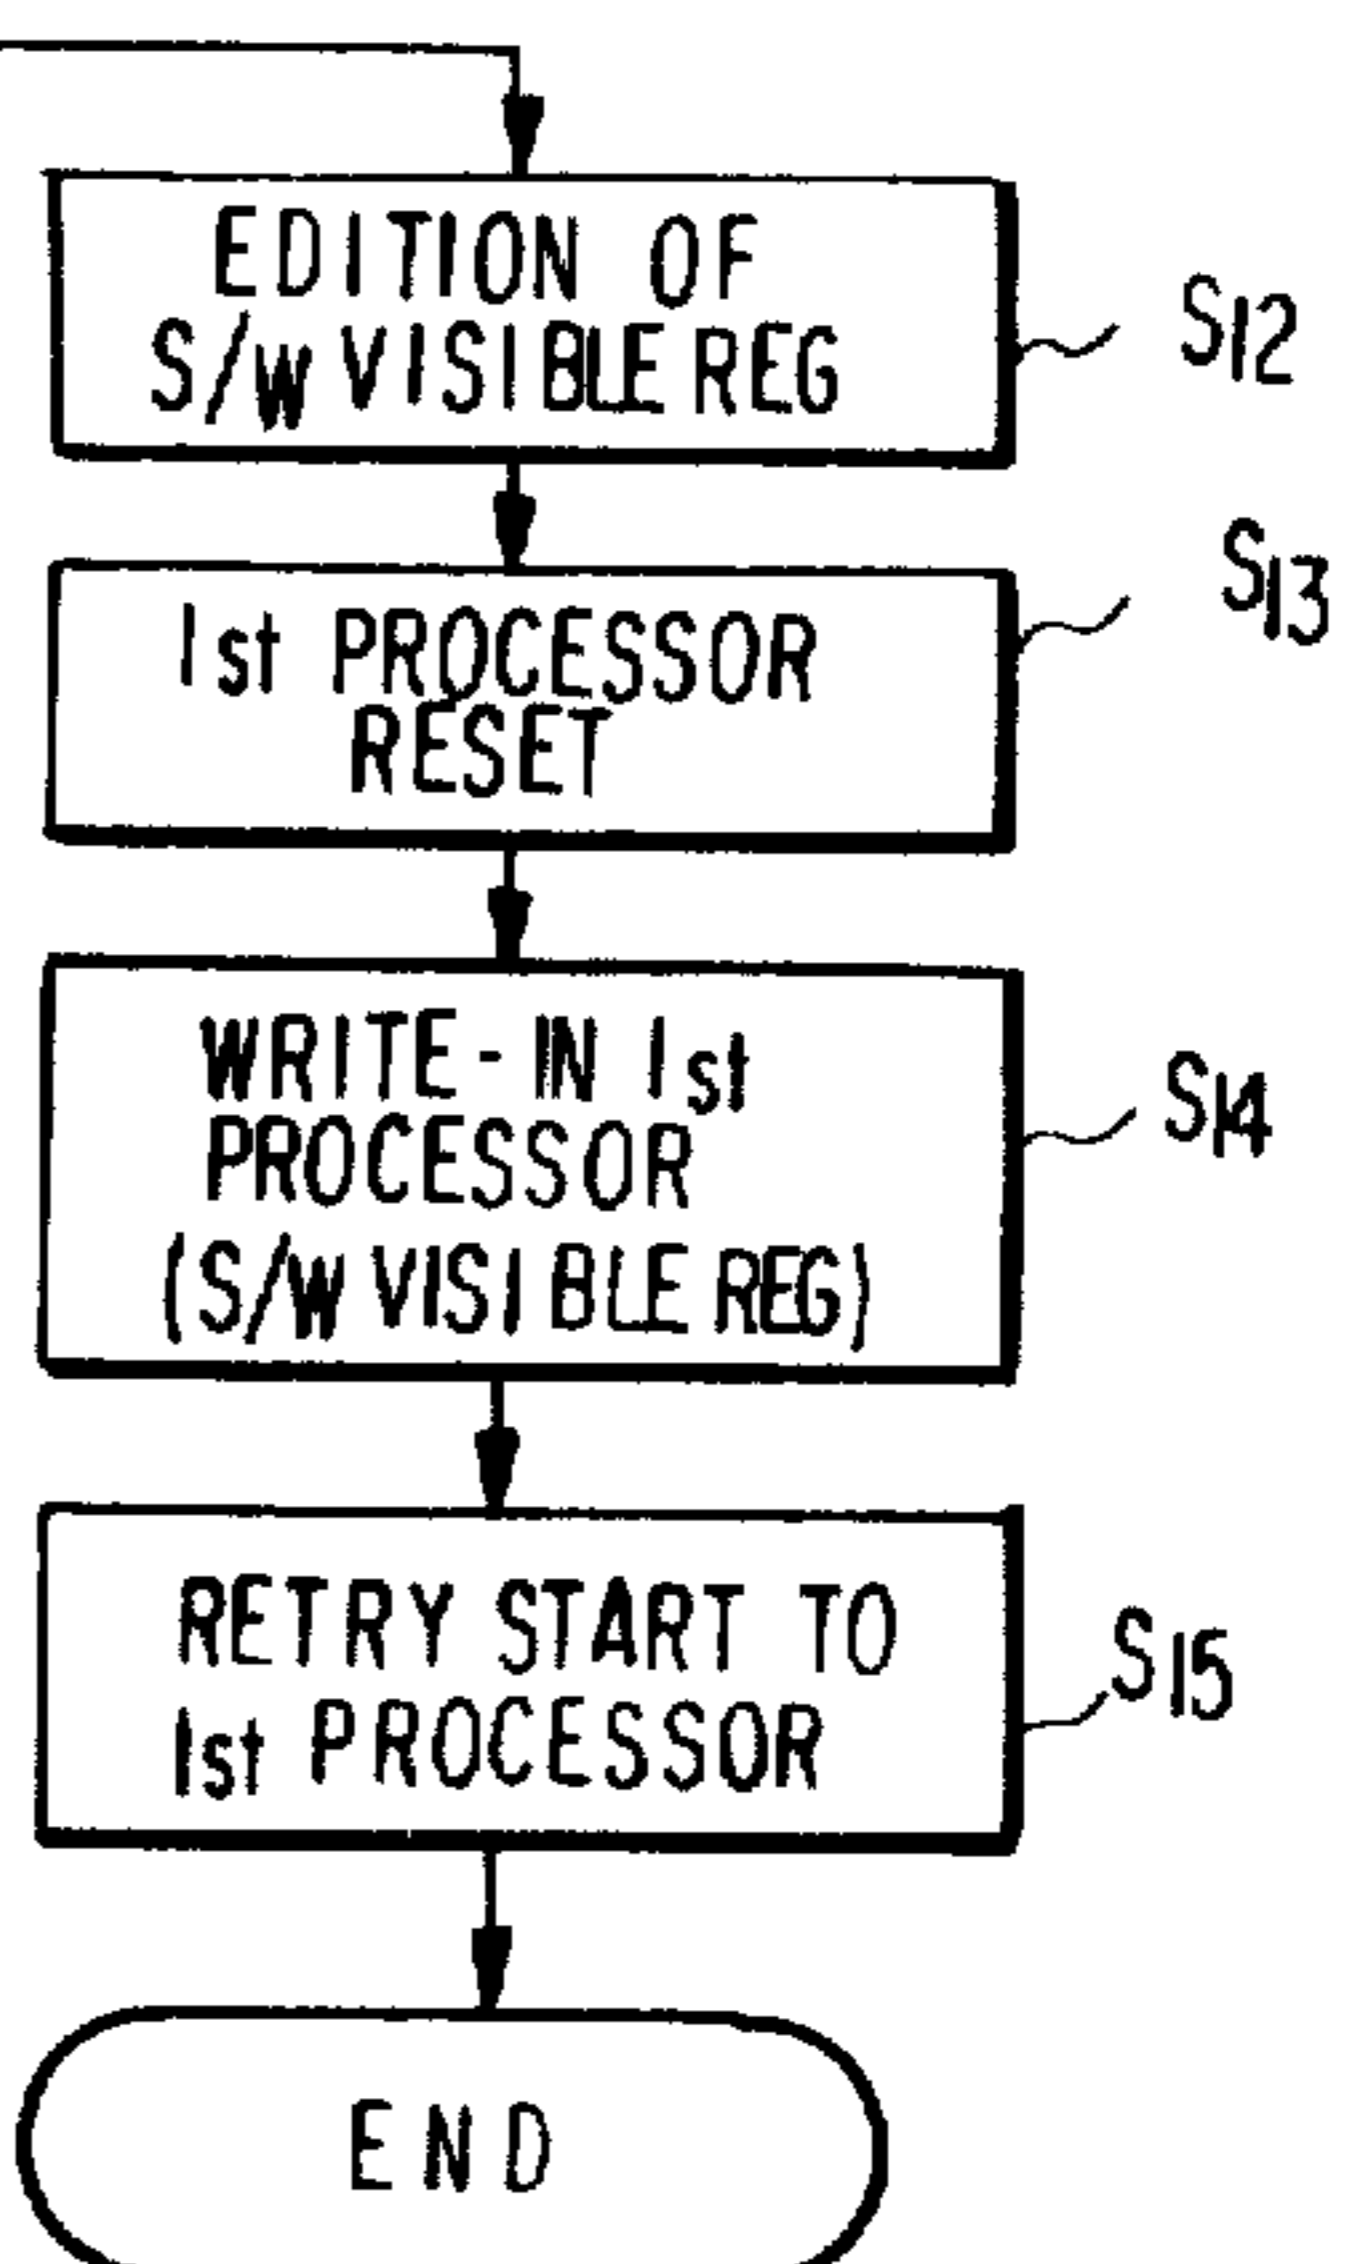 EDITION OF
S/W VISIBLE REG
S12
1st PROCESSOR
RESET
S13
WRITE-IN 1st
PROCESSOR
(S/W VISIBLE REG)
S14
RETRY START TO
1st PROCESSOR
S15
END